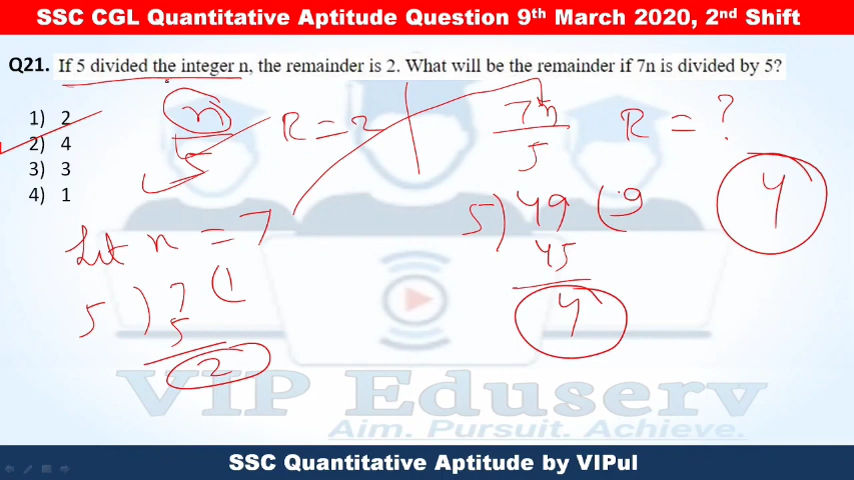 SSC CGL Quantitative Aptitude Question 9th March 2020, 2nd Shift
Q21. If 5 divided the integer n, the remainder is 2. What will be the remainder if 7n is divided by 5?
1) 2
2) 4
3) 3
4) 1
n
5
R = 2
7n
5
R = ?
4
Let n = 7
5) 7 (1
5
2
5) 49 (9
45
4
VIP Eduserv
Aim. Pursuit. Achieve.
SSC Quantitative Aptitude by VIPul